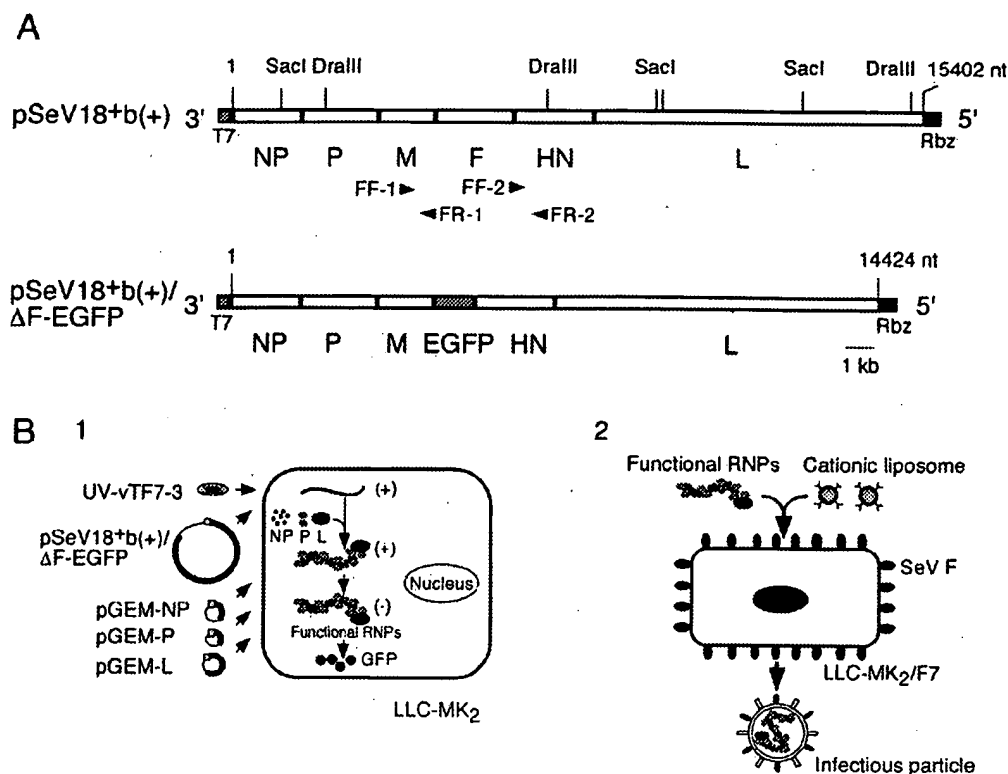 A
1 SacI DraIII DraIII SacI SacI DraIII 15402 nt
pSeV18+b(+) 3' 5'
T7 Rbz
NP P M F HN L
FF-1 FF-2
FR-1 FR-2
1 14424 nt
pSeV18+b(+)/
ΔF-EGFP
3' 5'
T7 Rbz
NP P M EGFP HN L
1 kb
B 1
UV-vTF7-3
pSeV18+b(+)/
ΔF-EGFP
pGEM-NP
pGEM-P
pGEM-L
(+)
NP P L
(+)
Nucleus
(-)
Functional RNPs
GFP
LLC-MK2
2
Functional RNPs Cationic liposome
SeV F
LLC-MK2/F7
Infectious particle